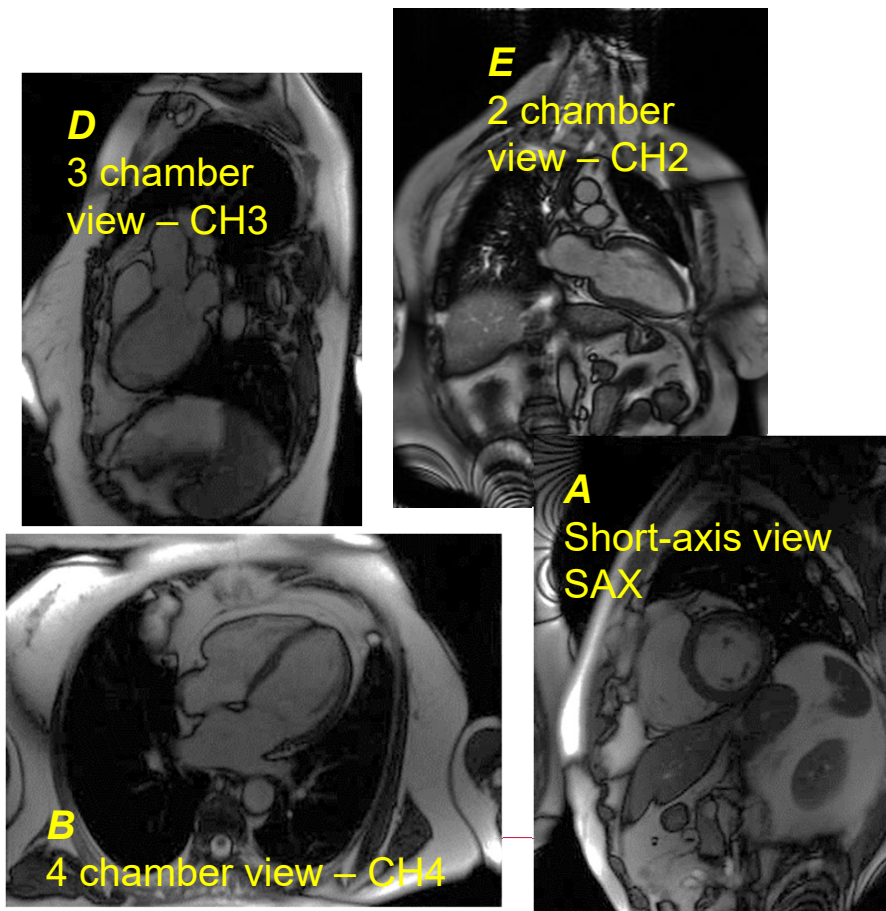 D
3 chamber
view – CH3
E
2 chamber
view – CH2
A
Short-axis view
SAX
B
4 chamber view – CH4